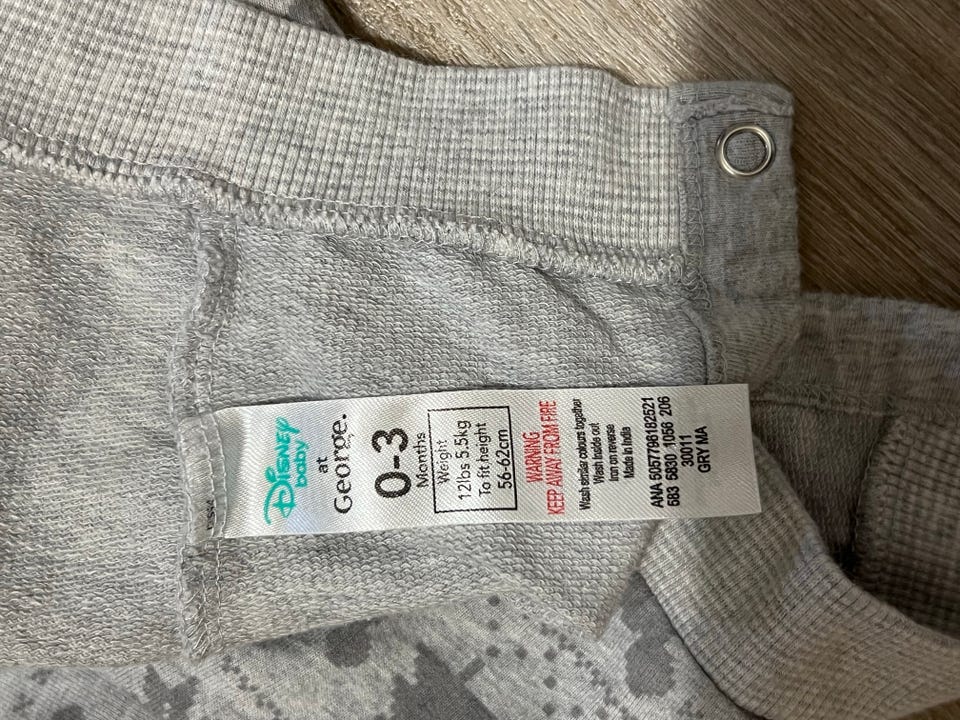 Disney
baby
at
George.
0-3
Months
Weight
12lbs 5.5kg
To fit height
56-62cm
WARNING
KEEP AWAY FROM FIRE
Wash similar colours together
Wash inside out
Iron on reverse
Made in India
ANA 5057798182521
683 5830 1056 206
30011
GRY MA